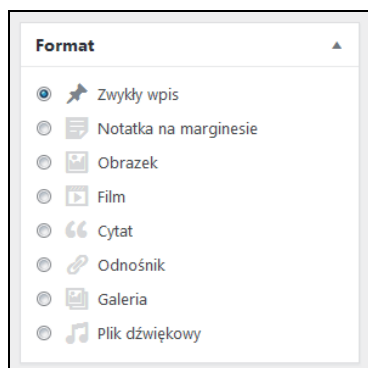 Format
Zwykły wpis
Notatka na marginesie
Obrazek
Film
Cytat
Odnośnik
Galeria
Plik dźwiękowy